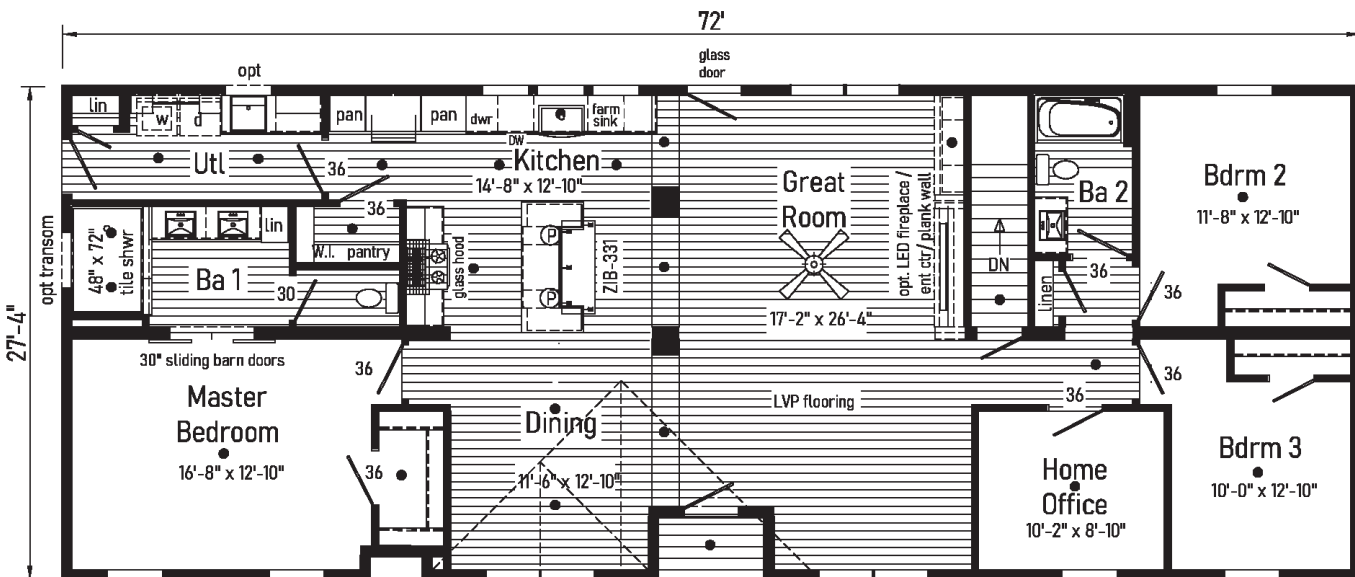 72'
glass
door
opt
lin
w
d
pan
pan
dwr
farm
sink
DW
Utl
36
Kitchen
14'-8" x 12'-10"
Great
Room
17'-2" x 26'-4"
opt. LED fireplace /
ent ctr/ plank wall
DN
Ba 2
36
linen
Bdrm 2
11'-8" x 12'-10"
36
27'-4"
opt transom
48" x 72"
tile shwr
lin
Ba 1
30
36
W.I. pantry
glass hood
P
P
ZIB-331
30" sliding barn doors
36
Master
Bedroom
16'-8" x 12'-10"
36
Dining
11'-6" x 12'-10"
LVP flooring
36
36
Home
Office
10'-2" x 8'-10"
Bdrm 3
10'-0" x 12'-10"